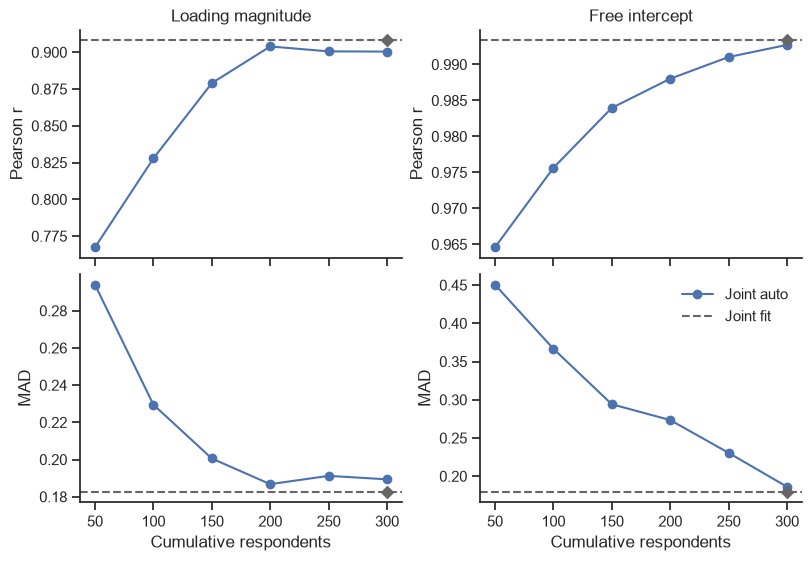 Loading magnitude
Pearson r
0.900
0.875
0.850
0.825
0.800
0.775
Free intercept
Pearson r
0.990
0.985
0.980
0.975
0.970
0.965
MAD
0.28
0.26
0.24
0.22
0.20
0.18
50 100 150 200 250 300
Cumulative respondents
MAD
0.45
0.40
0.35
0.30
0.25
0.20
Joint auto
Joint fit
50 100 150 200 250 300
Cumulative respondents